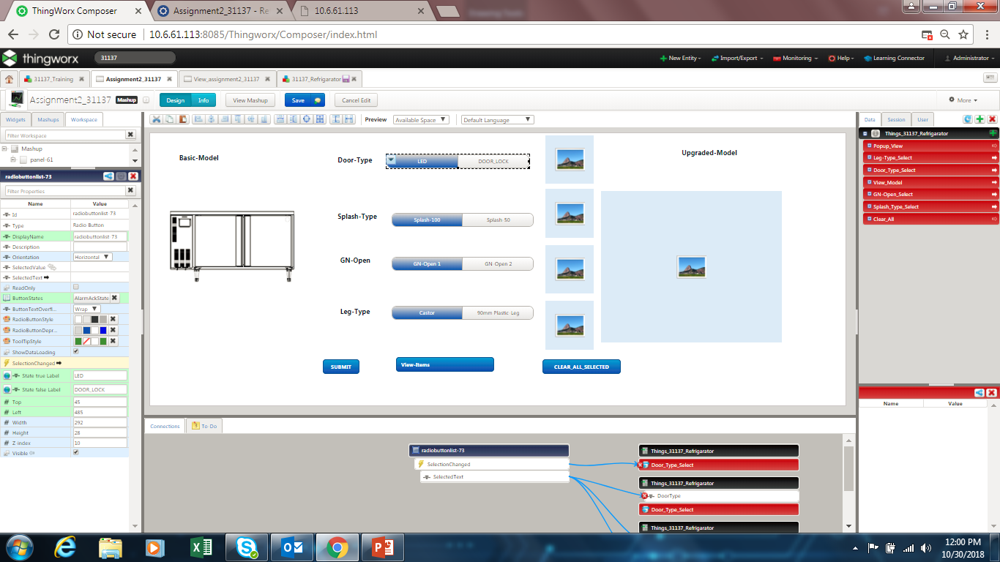 ThingWorx Composer
Assignment2_31137 - Re
10.6.61.113
Not secure
10.6.61.113:8085/Thingworx/Composer/index.html
thingworx
31137
New Entity
Import/Export
Monitoring
Help
Learning Connector
Administrator
31137_Training
Assignment2_31137
View_assignment2_31137
31137_Refrigarator
Assignment2_31137
Mashup
Design
Info
View Mashup
Save
Cancel Edit
More
Widgets
Mashups
Workspace
Preview
Available Space
Default Language
Data
Session
User
Filter Workspace
Mashup
panel-61
radiobuttonlist-73
Filter Properties
Name Value
Id radiobuttonlist-73
Type Radio Button
DisplayName radiobuttonlist-73
Description
Orientation Horizontal
SelectedValue
SelectedText
ReadOnly
ButtonStates AlarmAckState
ButtonTextOverfl... Wrap
RadioButtonStyle
RadioButtonDepr...
ToolTipStyle
ShowDataLoading
SelectionChanged
State true Label LED
State false Label DOOR_LOCK
Top 45
Left 485
Width 292
Height 28
Z-index 10
Visible
Basic-Model
Door-Type
LED
DOOR_LOCK
Upgraded-Model
Splash-Type
Splash-100
Splash-50
GN-Open
GN-Open 1
GN-Open 2
Leg-Type
Castor
90mm Plastic-Leg
SUBMIT
View-Items
CLEAR_ALL_SELECTED
Things_31137_Refrigarator
Popup_View
Leg-Type_Select
Door_Type_Select
View_Model
GN-Open_Select
Splash_Type_Select
Clear_All
Name Value
Connections
To Do
radiobuttonlist-73
SelectionChanged
SelectedText
Things_31137_Refrigarator
Door_Type_Select
Things_31137_Refrigarator
DoorType
Door_Type_Select
Things_31137_Refrigarator
12:00 PM
10/30/2018